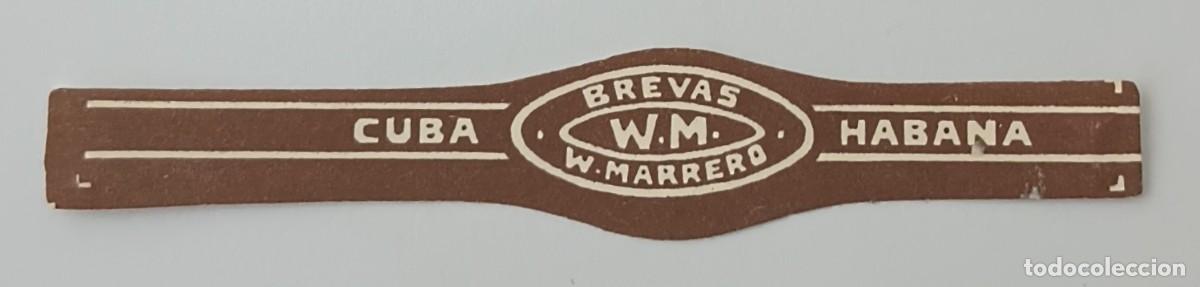 BREVAS
CUBA W.M. HABANA
W. MARRERO
todocoleccion